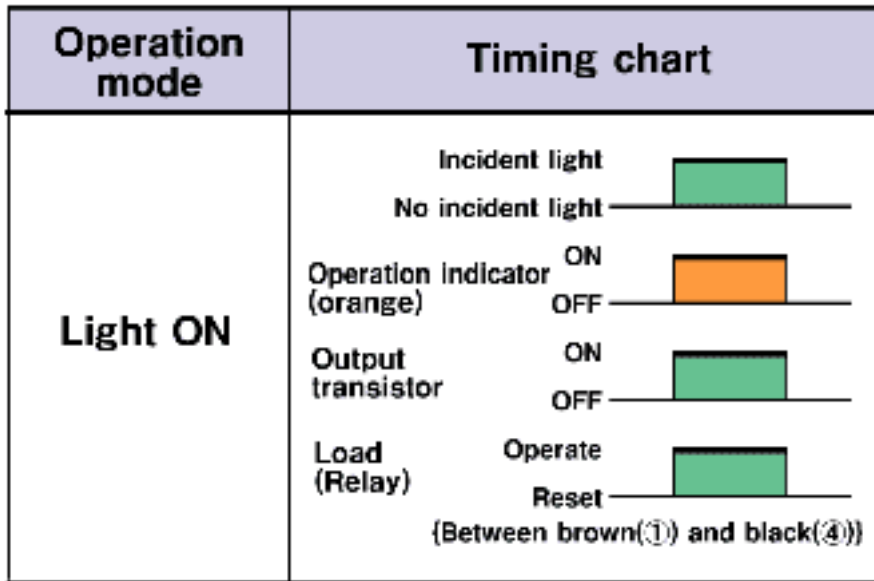 Operation
mode
Timing chart
Light ON
Incident light
No incident light
Operation indicator
(orange)
ON
OFF
Output
transistor
ON
OFF
Load
(Relay)
Operate
Reset
{Between brown(①) and black(④)}